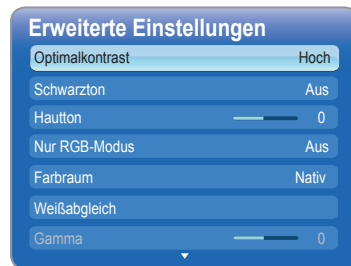 Erweiterte Einstellungen
Optimalkontrast Hoch
Schwarzton Aus
Hautton 0
Nur RGB-Modus Aus
Farbraum Nativ
Weißabgleich
Gamma 0